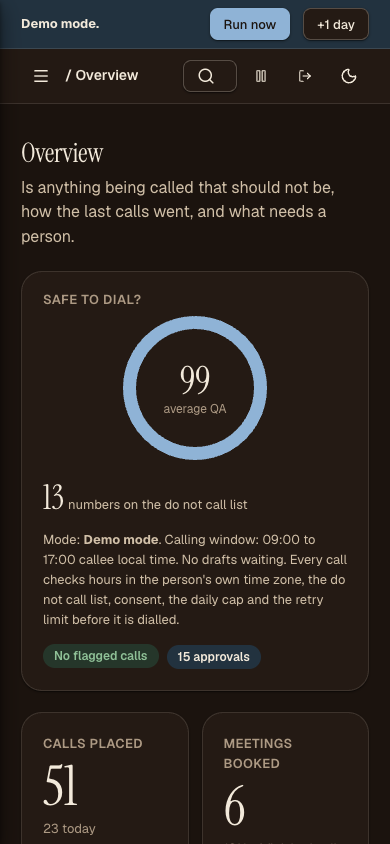 Demo mode.
Run now
+1 day
/ Overview
Overview
Is anything being called that should not be,
how the last calls went, and what needs a
person.
SAFE TO DIAL?
99
average QA
13 numbers on the do not call list
Mode: Demo mode. Calling window: 09:00 to
17:00 callee local time. No drafts waiting. Every call
checks hours in the person's own time zone, the do
not call list, consent, the daily cap and the retry
limit before it is dialled.
No flagged calls
15 approvals
CALLS PLACED
51
23 today
MEETINGS
BOOKED
6